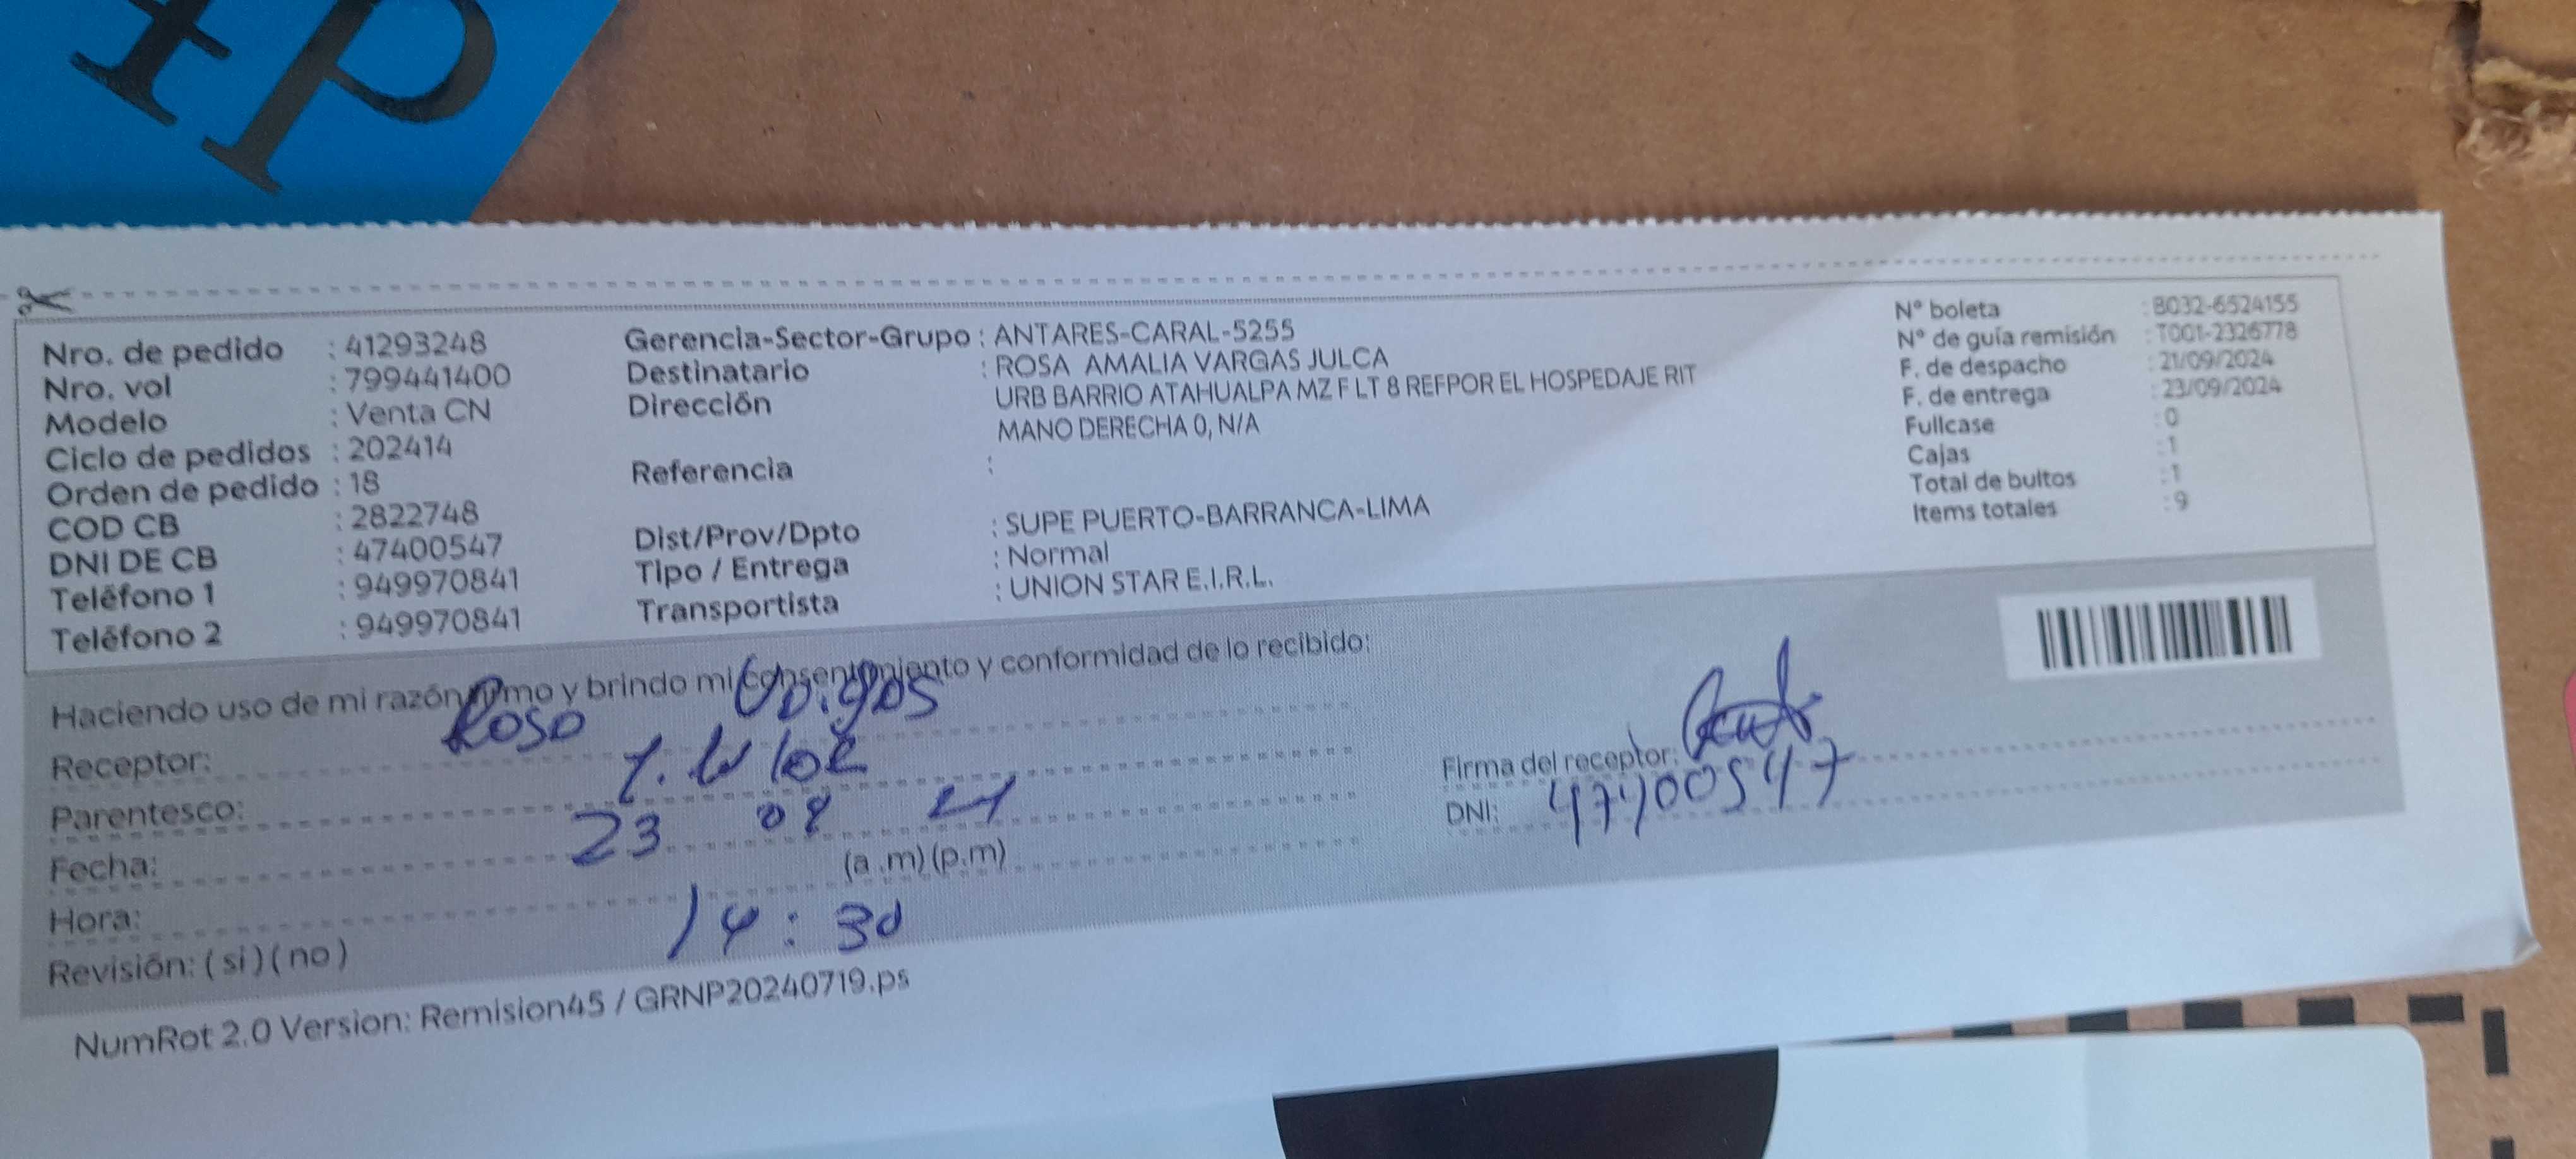 Nro. de pedido : 41293248
Nro. vol : 799441400
Modelo : Venta CN
Ciclo de pedidos : 202414
Orden de pedido : 18
COD CB : 2822748
DNI DE CB : 47400547
Teléfono 1 : 949970841
Teléfono 2 : 949970841
Gerencia-Sector-Grupo : ANTARES-CARAL-5255
Destinatario : ROSA AMALIA VARGAS JULCA
Dirección URB BARRIO ATAHUALPA MZ F LT 8 REFPOR EL HOSPEDAJE RIT
MANO DERECHA 0, N/A
Referencia :
Dist/Prov/Dpto : SUPE PUERTO-BARRANCA-LIMA
Tipo / Entrega : Normal
Transportista : UNION STAR E.I.R.L.
N° boleta : B032-6524155
N° de guía remisión : T001-2326778
F. de despacho : 21/09/2024
F. de entrega : 23/09/2024
Fullcase : 0
Cajas : 1
Total de bultos : 1
Items totales : 9
Haciendo uso de mi razón firmo y brindo mi consentimiento y conformidad de lo recibido:
Receptor: Rosa Vargas
Parentesco:
Fecha: 23
Hora: (a.m) (p.m)
14:30
Revisión: ( si ) ( no )
Firma del receptor:
DNI: 47400547
NumRot 2.0 Version: Remision45 / GRNP20240719.ps